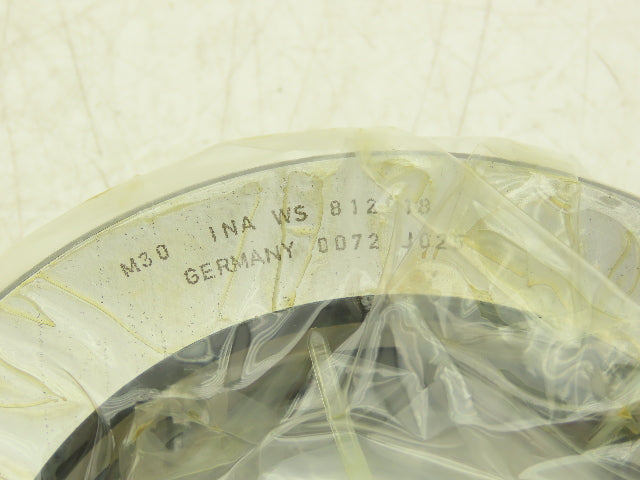 M30 INA WS
GERMANY 0072